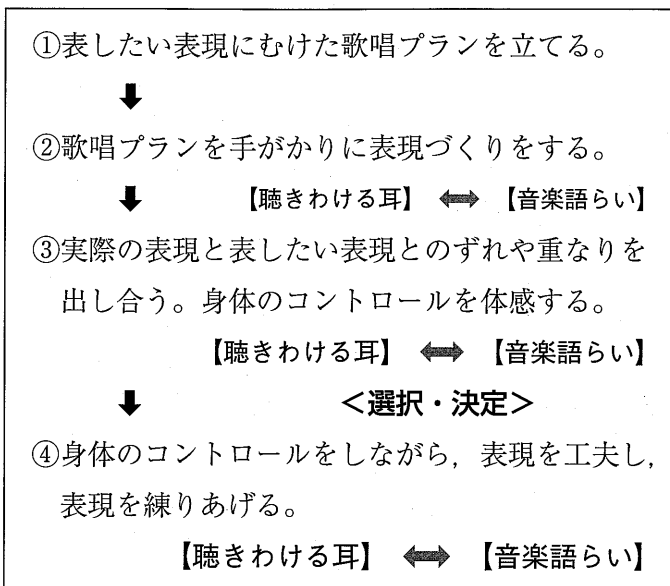 ①表したい表現にむけた歌唱プランを立てる。
②歌唱プランを手がかりに表現づくりをする。
【聴きわける耳】 ⇔ 【音楽語らい】
③実際の表現と表したい表現とのずれや重なりを
出し合う。身体のコントロールを体感する。
【聴きわける耳】 ⇔ 【音楽語らい】
<選択・決定>
④身体のコントロールをしながら，表現を工夫し，
表現を練りあげる。
【聴きわける耳】 ⇔ 【音楽語らい】